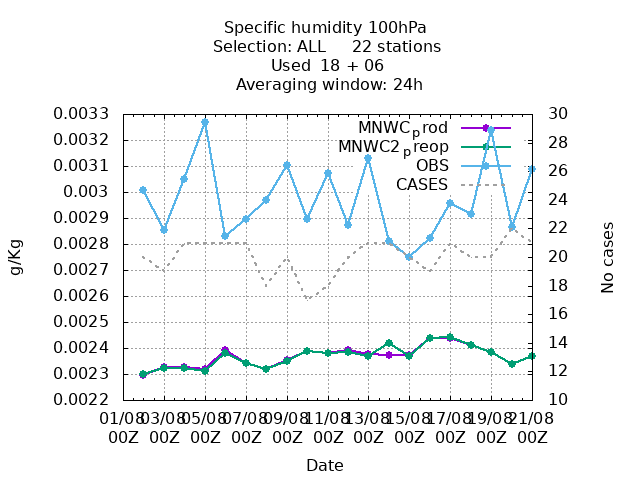 Specific humidity 100hPa
Selection: ALL 22 stations
Used 18 + 06
Averaging window: 24h
0.0033
0.0032
0.0031
0.003
0.0029
0.0028
0.0027
0.0026
0.0025
0.0024
0.0023
0.0022
g/Kg
MNWC_prod
MNWC2_preop
OBS
CASES
30
28
26
24
22
20
18
16
14
12
10
No cases
01/08 03/08 05/08 07/08 09/08 11/08 13/08 15/08 17/08 19/08 21/08
00Z 00Z 00Z 00Z 00Z 00Z 00Z 00Z 00Z 00Z 00Z
Date